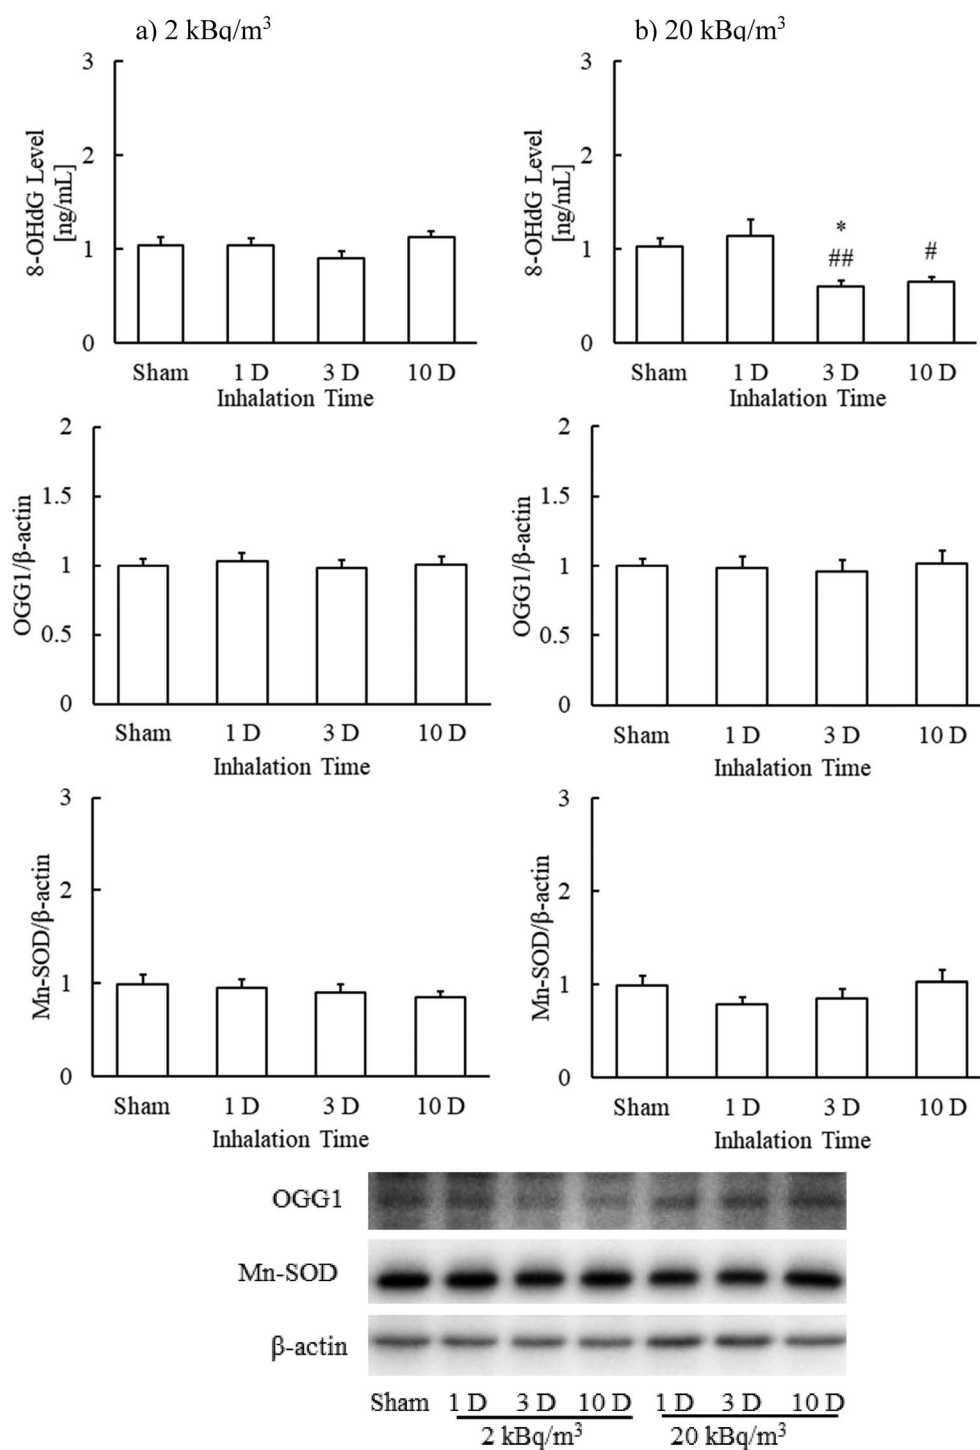 a) 2 kBq/m³
b) 20 kBq/m³
8-OHdG Level
[ng/mL]
3
2
1
0
Sham 1 D 3 D 10 D
Inhalation Time
8-OHdG Level
[ng/mL]
3
2
1
0
*
##
#
Sham 1 D 3 D 10 D
Inhalation Time
OGG1/β-actin
2
1.5
1
0.5
0
Sham 1 D 3 D 10 D
Inhalation Time
OGG1/β-actin
2
1.5
1
0.5
0
Sham 1 D 3 D 10 D
Inhalation Time
Mn-SOD/β-actin
3
2
1
0
Sham 1 D 3 D 10 D
Inhalation Time
Mn-SOD/β-actin
3
2
1
0
Sham 1 D 3 D 10 D
Inhalation Time
OGG1
Mn-SOD
β-actin
Sham 1 D 3 D 10 D 1 D 3 D 10 D
2 kBq/m³ 20 kBq/m³